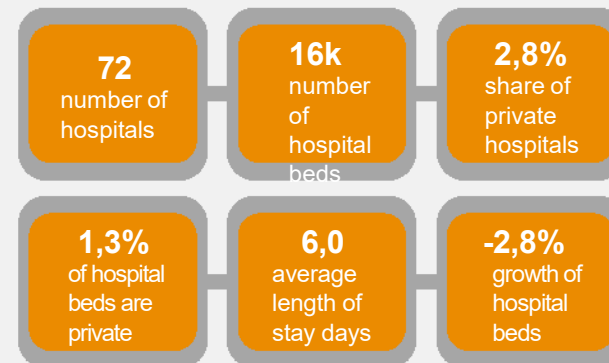 72
number of
hospitals
16k
number
of
hospital
beds
2,8%
share of
private
hospitals
1,3%
of hospital
beds are
private
6,0
average
length of
stay days
-2,8%
growth of
hospital
beds